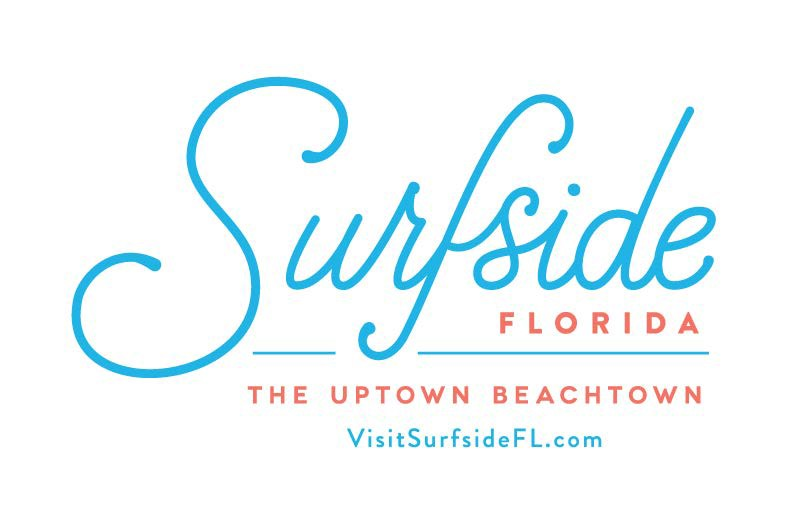 Surfside
FLORIDA
THE UPTOWN BEACHTOWN
VisitSurfsideFL.com